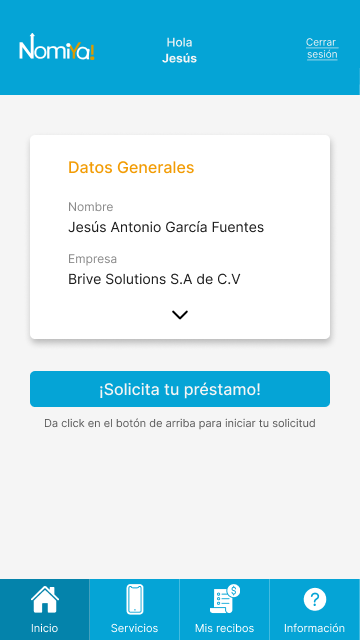 NomiYa!
Hola
Jesús
Cerrar
sesión
Datos Generales
Nombre
Jesús Antonio García Fuentes
Empresa
Brive Solutions S.A de C.V
¡Solicita tu préstamo!
Da click en el botón de arriba para iniciar tu solicitud
$
?
Inicio
Servicios
Mis recibos
Información